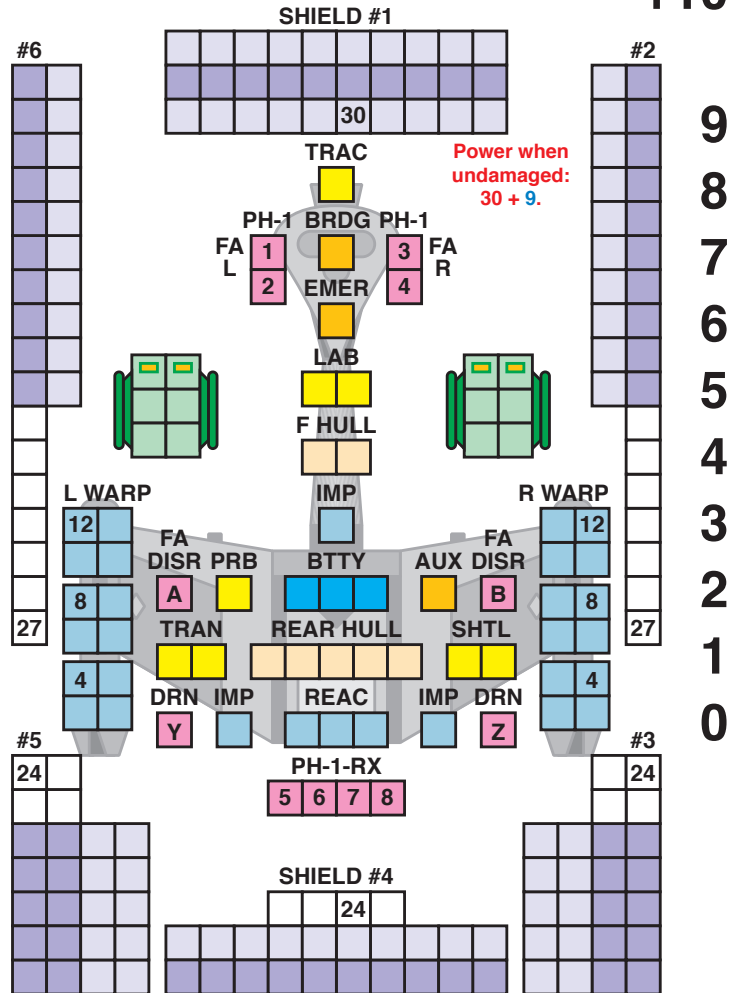 SHIELD #1
#6
#2
30
9
TRAC
Power when
undamaged:
30 + 9.
8
PH-1 BRDG PH-1
FA
L
1
3
FA
R
7
2
4
EMER
6
LAB
5
F HULL
4
L WARP
IMP
R WARP
12
12
3
FA
DISR PRB
BTTY
AUX
FA
DISR
A
B
2
8
8
27
TRAN
REAR HULL
SHTL
27
1
4
4
DRN IMP
REAC
IMP DRN
Y
Z
0
#5
#3
24
PH-1-RX
24
5 6 7 8
SHIELD #4
24